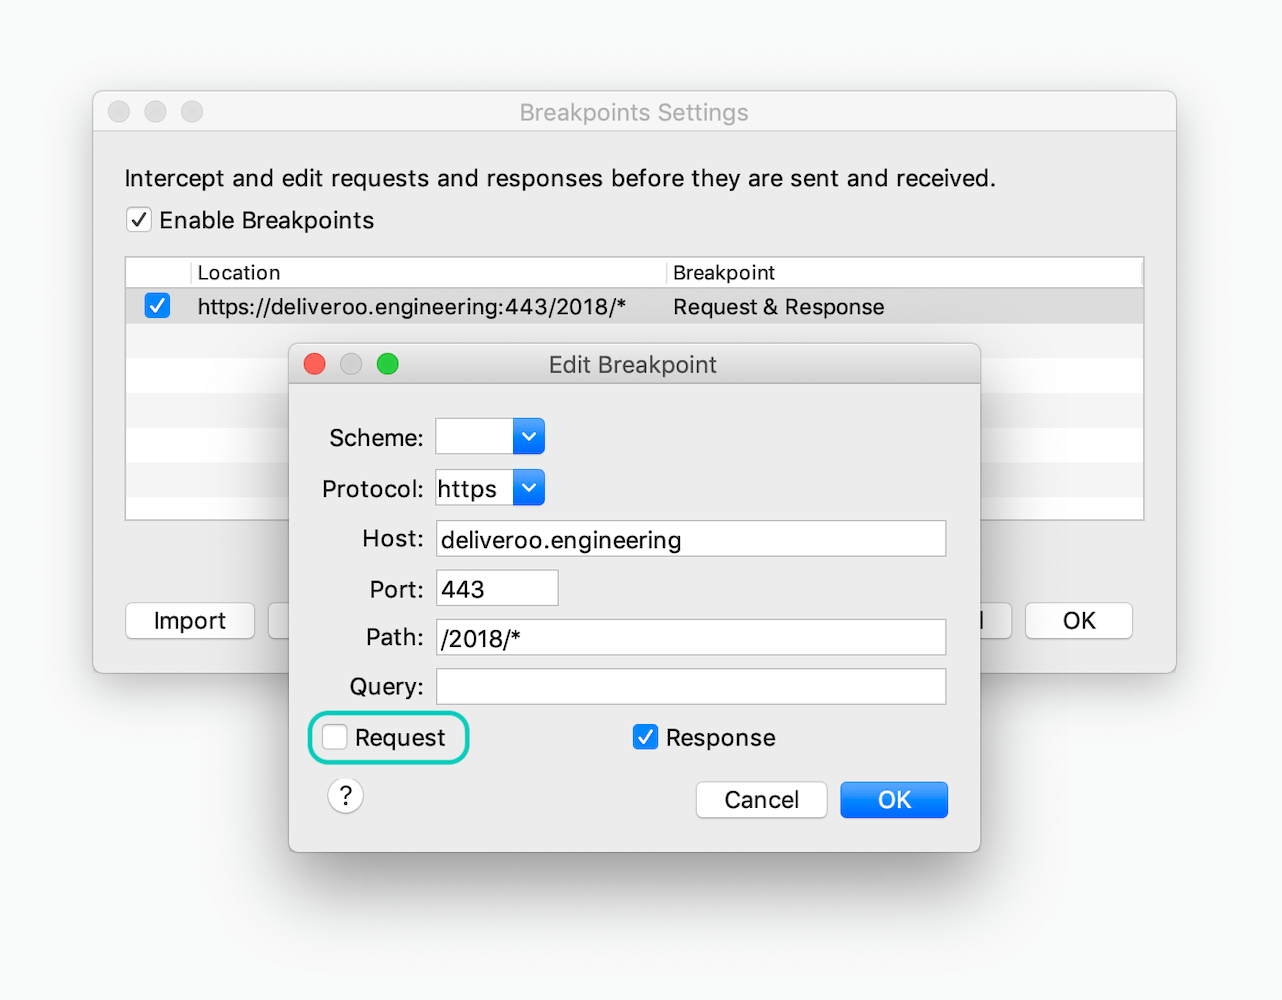 Breakpoints Settings
Intercept and edit requests and responses before they are sent and received.
Enable Breakpoints
Location Breakpoint
https://deliveroo.engineering:443/2018/* Request & Response
Edit Breakpoint
Scheme:
Protocol: https
Host: deliveroo.engineering
Port: 443
Path: /2018/*
Query:
Request Response
? Cancel OK
Import OK